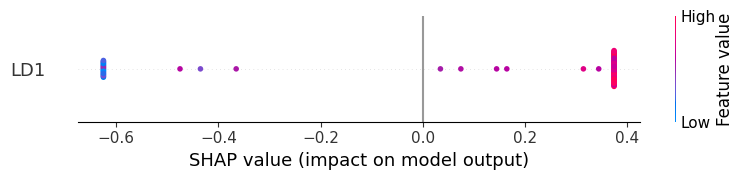 High
LD1
Feature value
Low
−0.6 −0.4 −0.2 0.0 0.2 0.4
SHAP value (impact on model output)